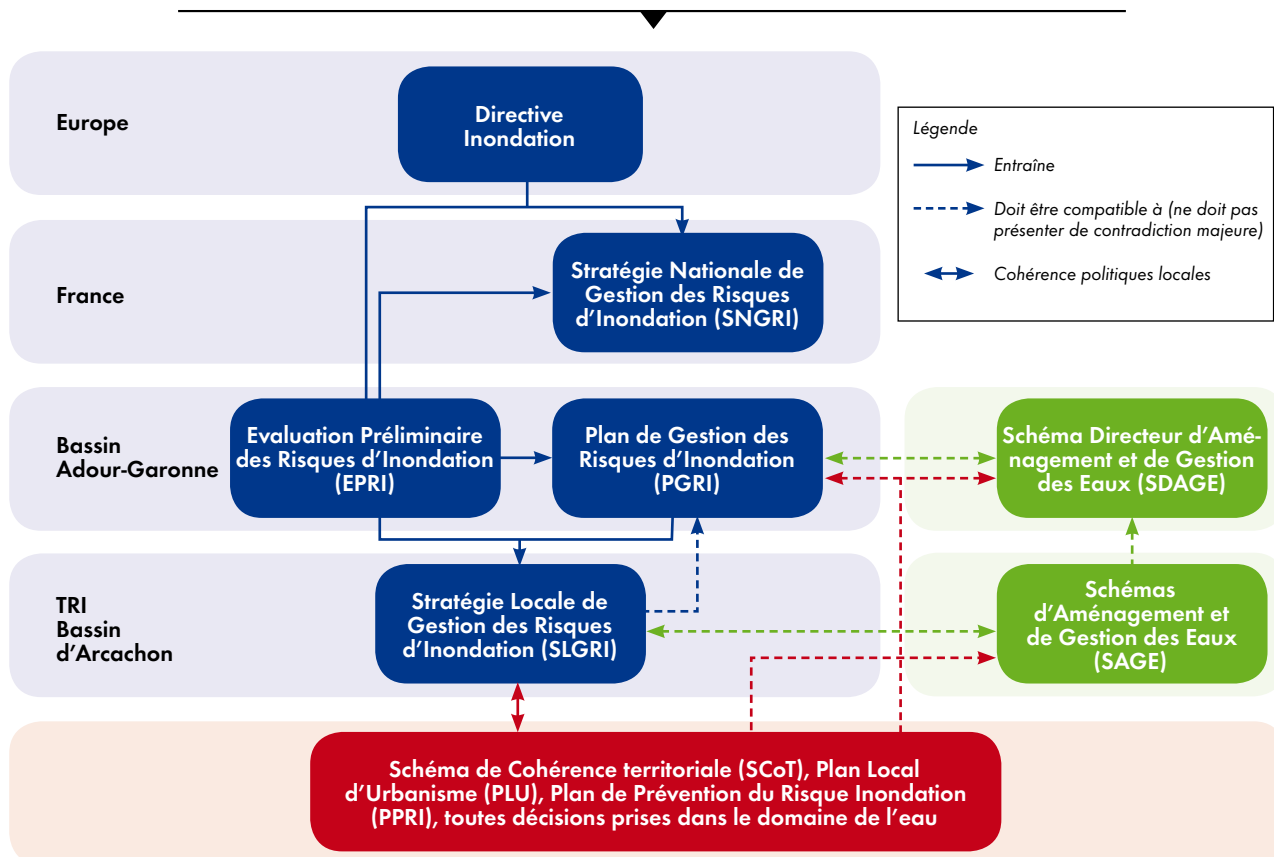 Europe
Directive
Inondation
Légende
Entraîne
Doit être compatible à (ne doit pas
présenter de contradiction majeure)
Cohérence politiques locales
France
Stratégie Nationale de
Gestion des Risques
d’Inondation (SNGRI)
Bassin
Adour-Garonne
Evaluation Préliminaire
des Risques d’Inondation
(EPRI)
Plan de Gestion des
Risques d’Inondation
(PGRI)
Schéma Directeur d’Amé-
nagement et de Gestion
des Eaux (SDAGE)
TRI
Bassin
d’Arcachon
Stratégie Locale de
Gestion des Risques
d’Inondation (SLGRI)
Schémas
d’Aménagement et
de Gestion des Eaux
(SAGE)
Schéma de Cohérence territoriale (SCoT), Plan Local
d’Urbanisme (PLU), Plan de Prévention du Risque Inondation
(PPRI), toutes décisions prises dans le domaine de l’eau